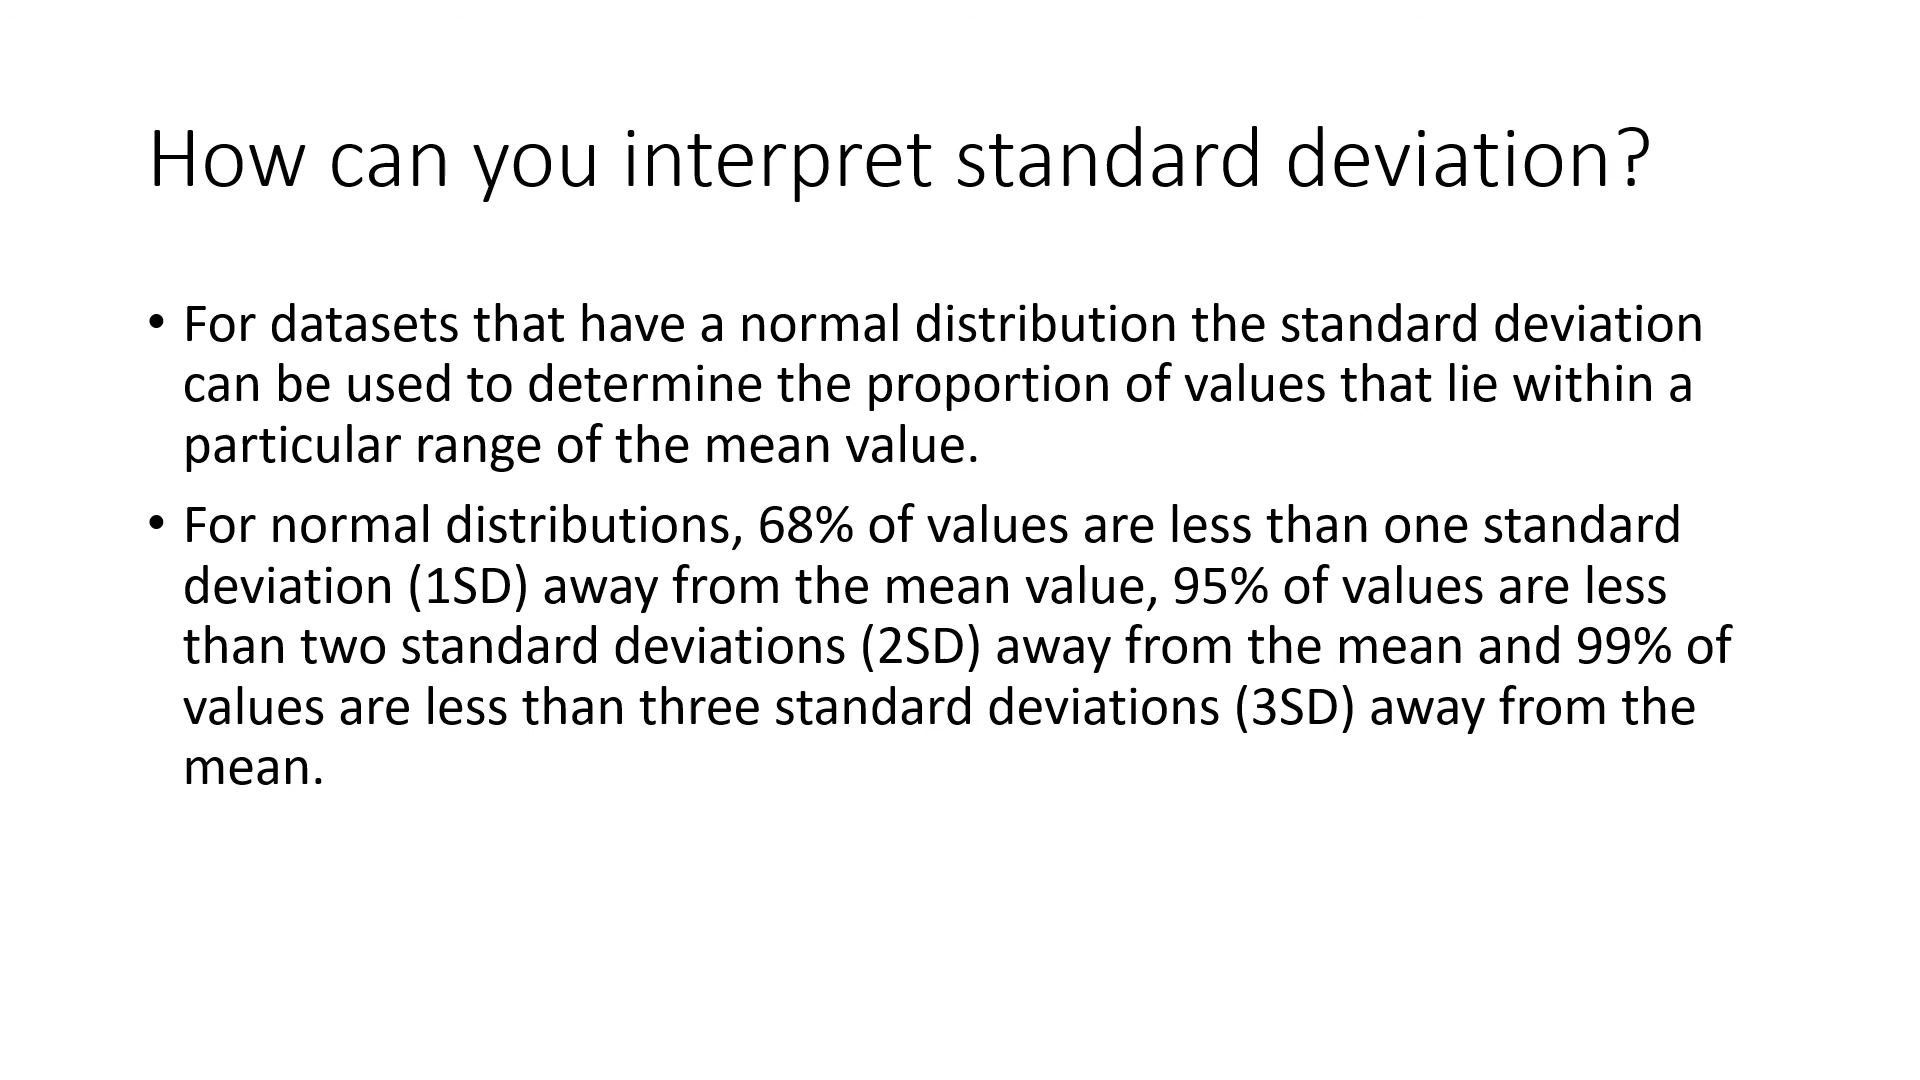 How can you interpret standard deviation?
• For datasets that have a normal distribution the standard deviation
can be used to determine the proportion of values that lie within a
particular range of the mean value.
• For normal distributions, 68% of values are less than one standard
deviation (1SD) away from the mean value, 95% of values are less
than two standard deviations (2SD) away from the mean and 99% of
values are less than three standard deviations (3SD) away from the
mean.